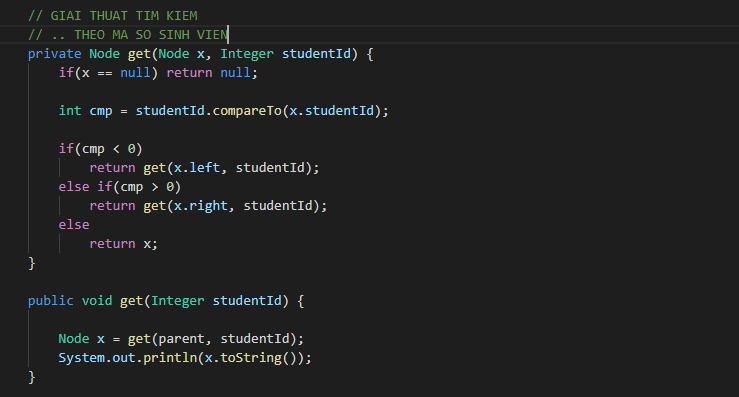 // GIAI THUAT TIM KIEM
// .. THEO MA SO SINH VIEN
private Node get(Node x, Integer studentId) {
    if(x == null) return null;
    int cmp = studentId.compareTo(x.studentId);
    if(cmp < 0)
        return get(x.left, studentId);
    else if(cmp > 0)
        return get(x.right, studentId);
    else
        return x;
}
public void get(Integer studentId) {
    Node x = get(parent, studentId);
    System.out.println(x.toString());
}